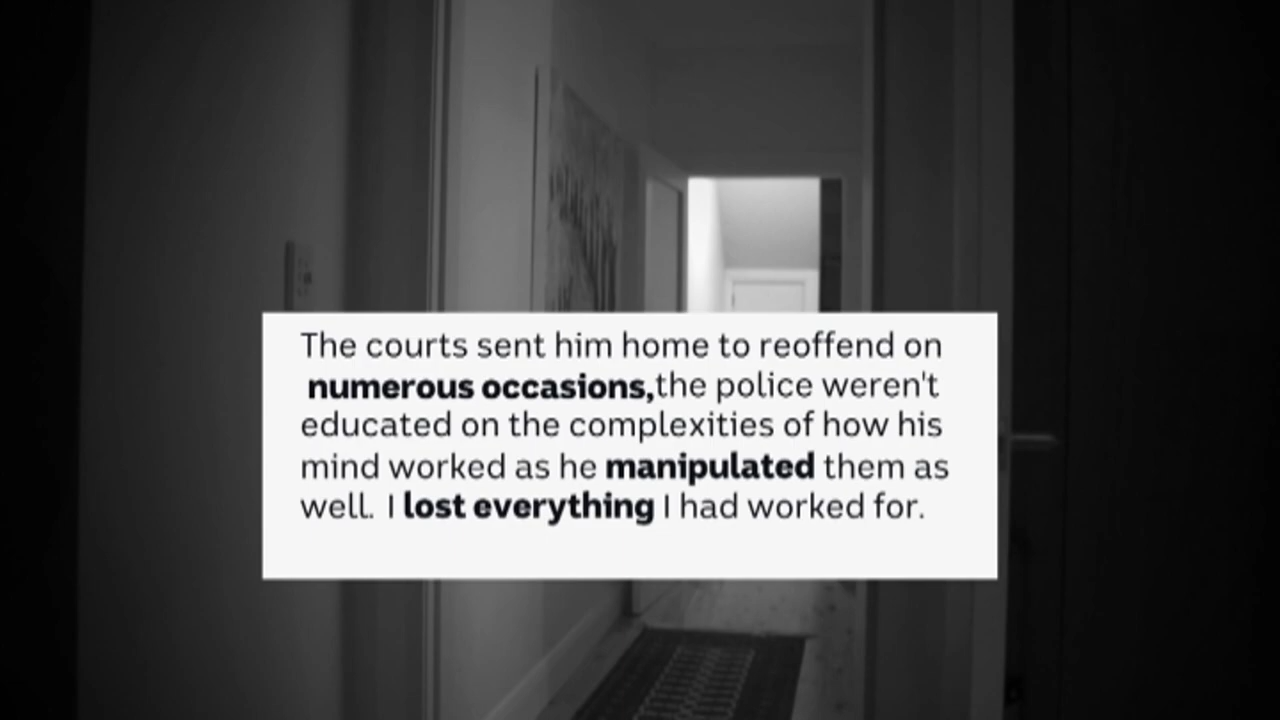 The courts sent him home to reoffend on
numerous occasions,the police weren't
educated on the complexities of how his
mind worked as he manipulated them as
well. I lost everything I had worked for.